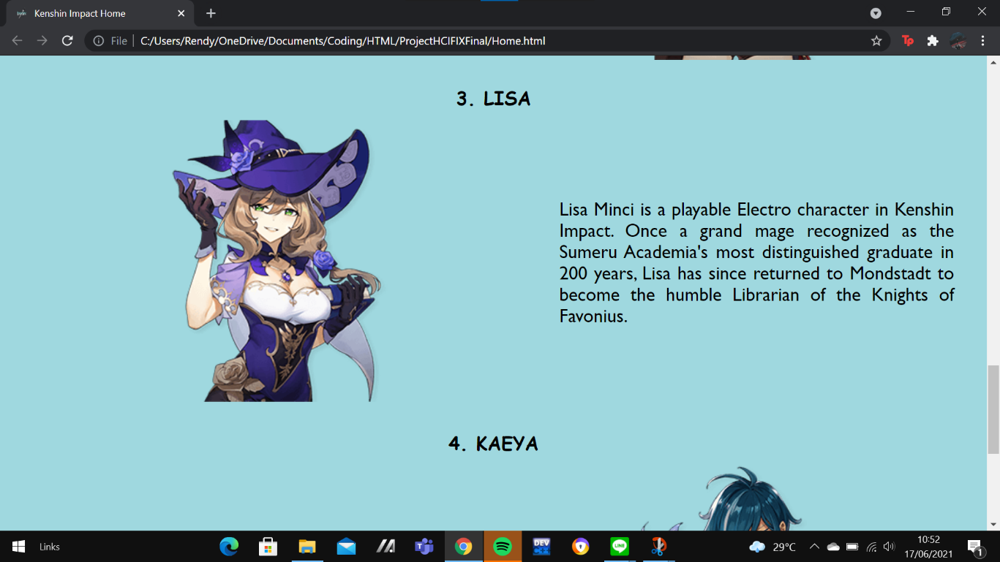 Kenshin Impact Home
File
C:/Users/Rendy/OneDrive/Documents/Coding/HTML/ProjectHCIFIXFinal/Home.html
Tp
3. LISA
Lisa Minci is a playable Electro character in Kenshin
Impact. Once a grand mage recognized as the
Sumeru Academia's most distinguished graduate in
200 years, Lisa has since returned to Mondstadt to
become the humble Librarian of the Knights of
Favonius.
4. KAEYA
Links
DEV
LINE
29°C
10:52
17/06/2021
1